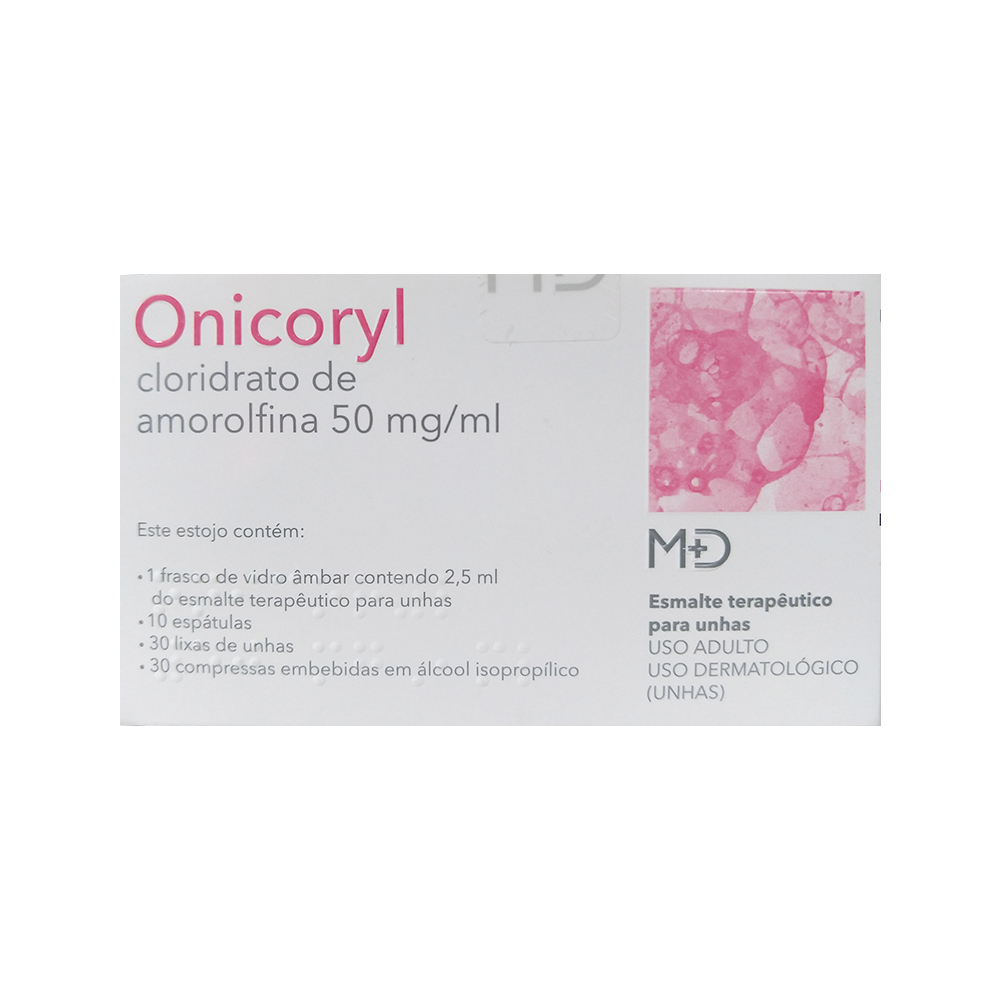 M+D
Onicoryl
cloridrato de
amorolfina 50 mg/ml
Este estojo contém:
• 1 frasco de vidro âmbar contendo 2,5 ml
do esmalte terapêutico para unhas
• 10 espátulas
• 30 lixas de unhas
• 30 compressas embebidas em álcool isopropílico
M+D
Esmalte terapêutico
para unhas
USO ADULTO
USO DERMATOLÓGICO
(UNHAS)